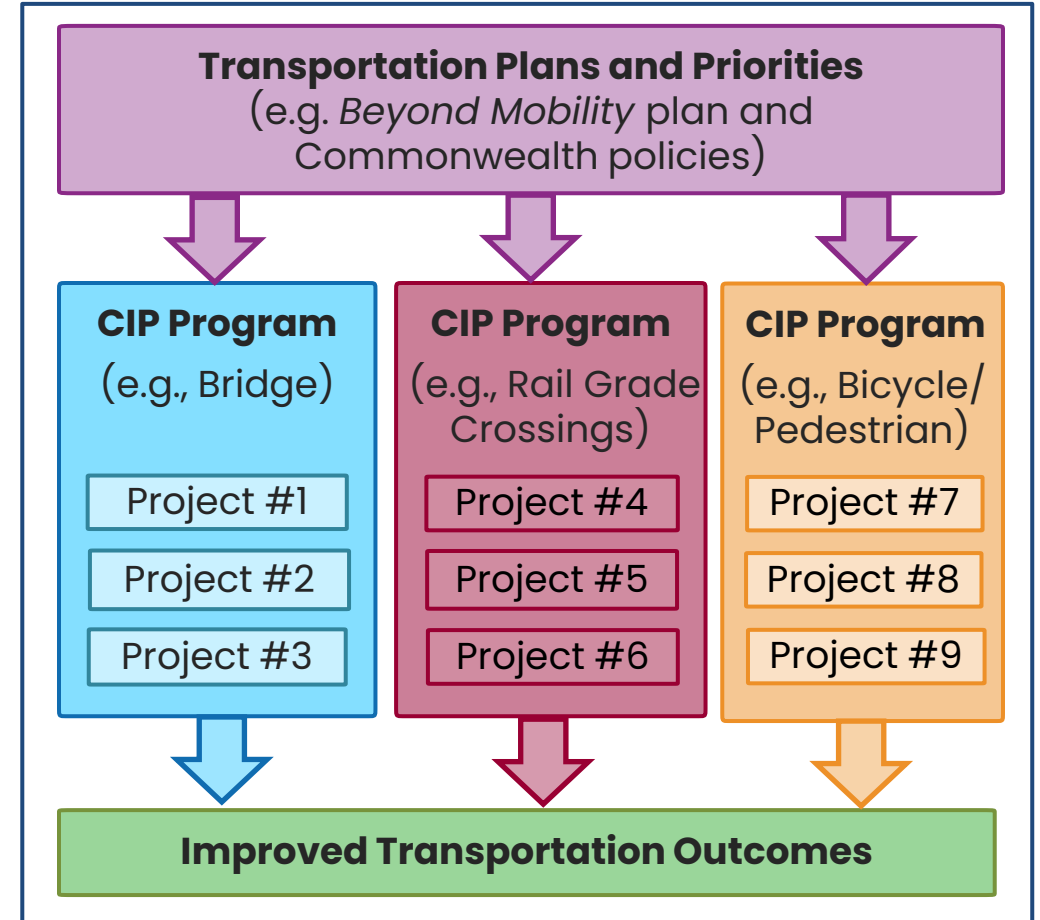 Transportation Plans and Priorities
(e.g. Beyond Mobility plan and
Commonwealth policies)
CIP Program
(e.g., Bridge)
Project #1
Project #2
Project #3
CIP Program
(e.g., Rail Grade
Crossings)
Project #4
Project #5
Project #6
CIP Program
(e.g., Bicycle/
Pedestrian)
Project #7
Project #8
Project #9
Improved Transportation Outcomes